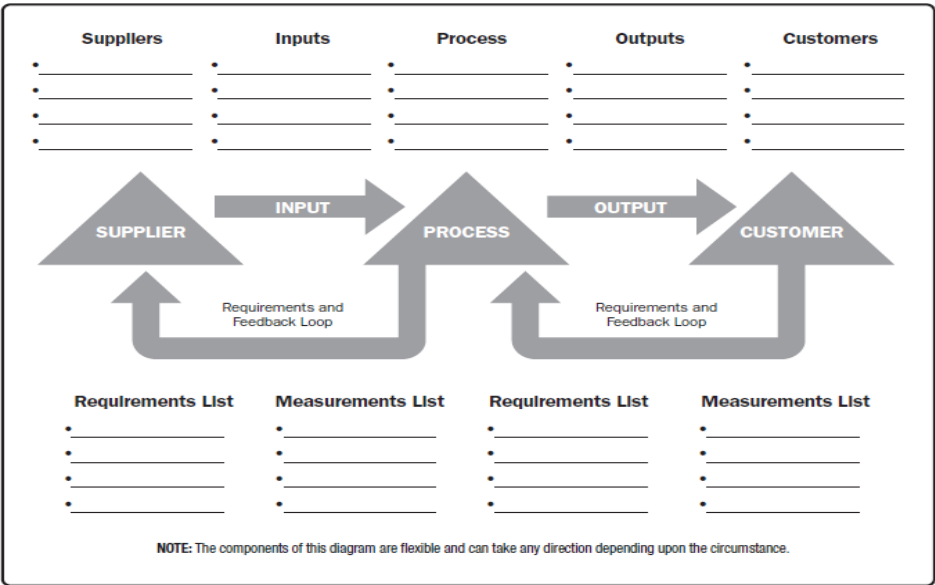 Suppliers Inputs Process Outputs Customers
•
•
•
•
INPUT OUTPUT
SUPPLIER PROCESS CUSTOMER
Requirements and Requirements and
Feedback Loop Feedback Loop
Requirements List Measurements List Requirements List Measurements List
•
•
•
•
NOTE: The components of this diagram are flexible and can take any direction depending upon the circumstance.